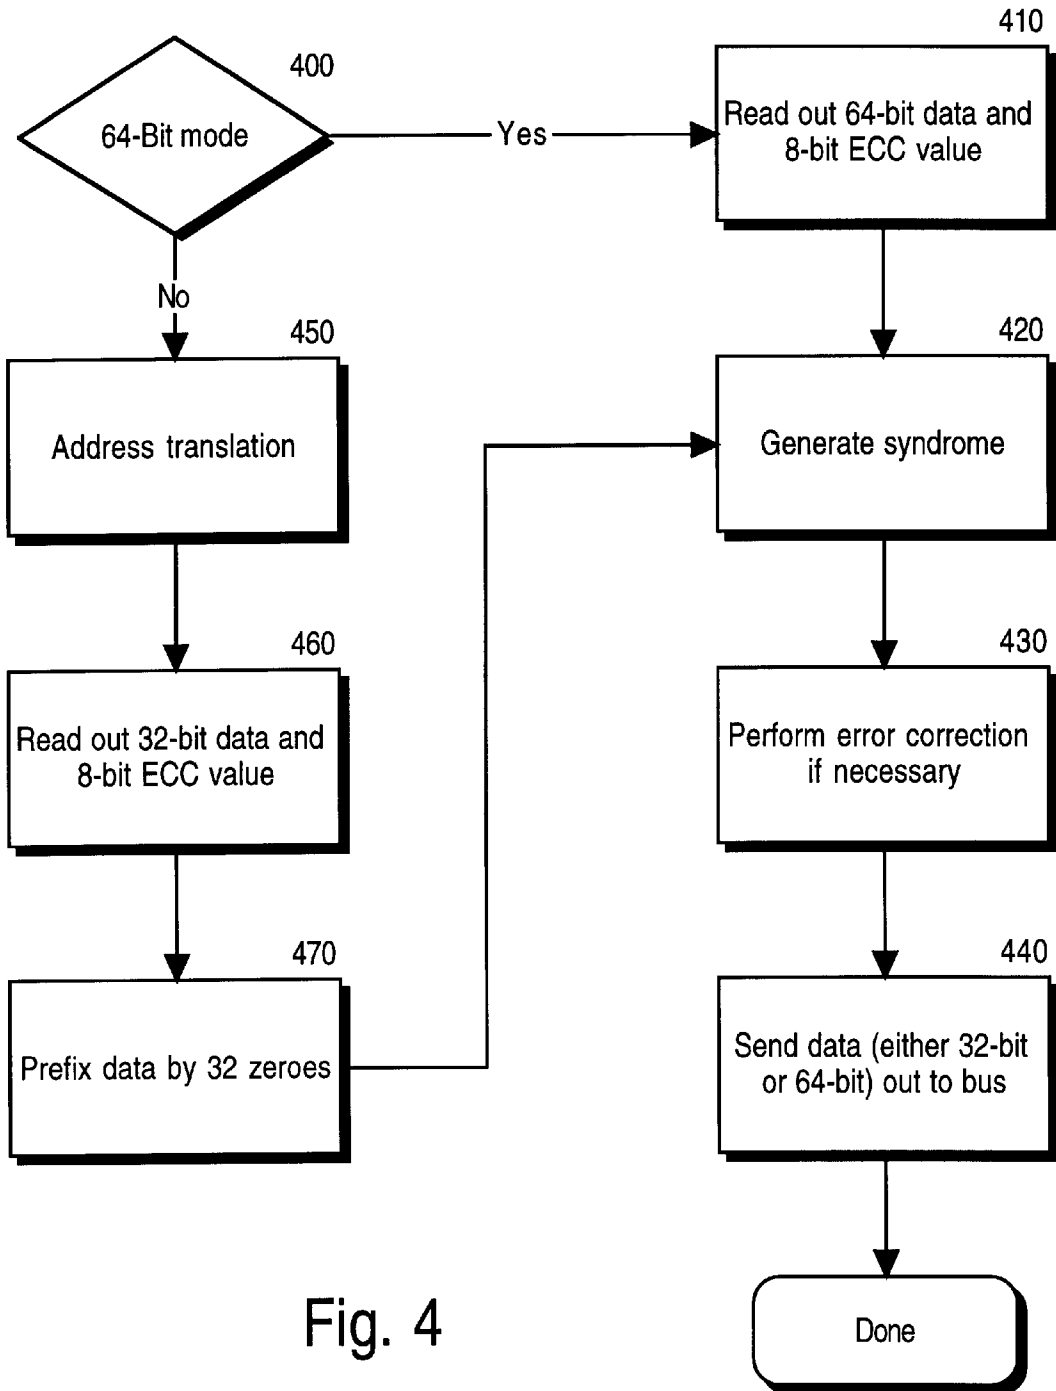 400
64-Bit mode
Yes
410
Read out 64-bit data and
8-bit ECC value
No
450
Address translation
420
Generate syndrome
460
Read out 32-bit data and
8-bit ECC value
430
Perform error correction
if necessary
470
Prefix data by 32 zeroes
440
Send data (either 32-bit
or 64-bit) out to bus
Done
Fig. 4